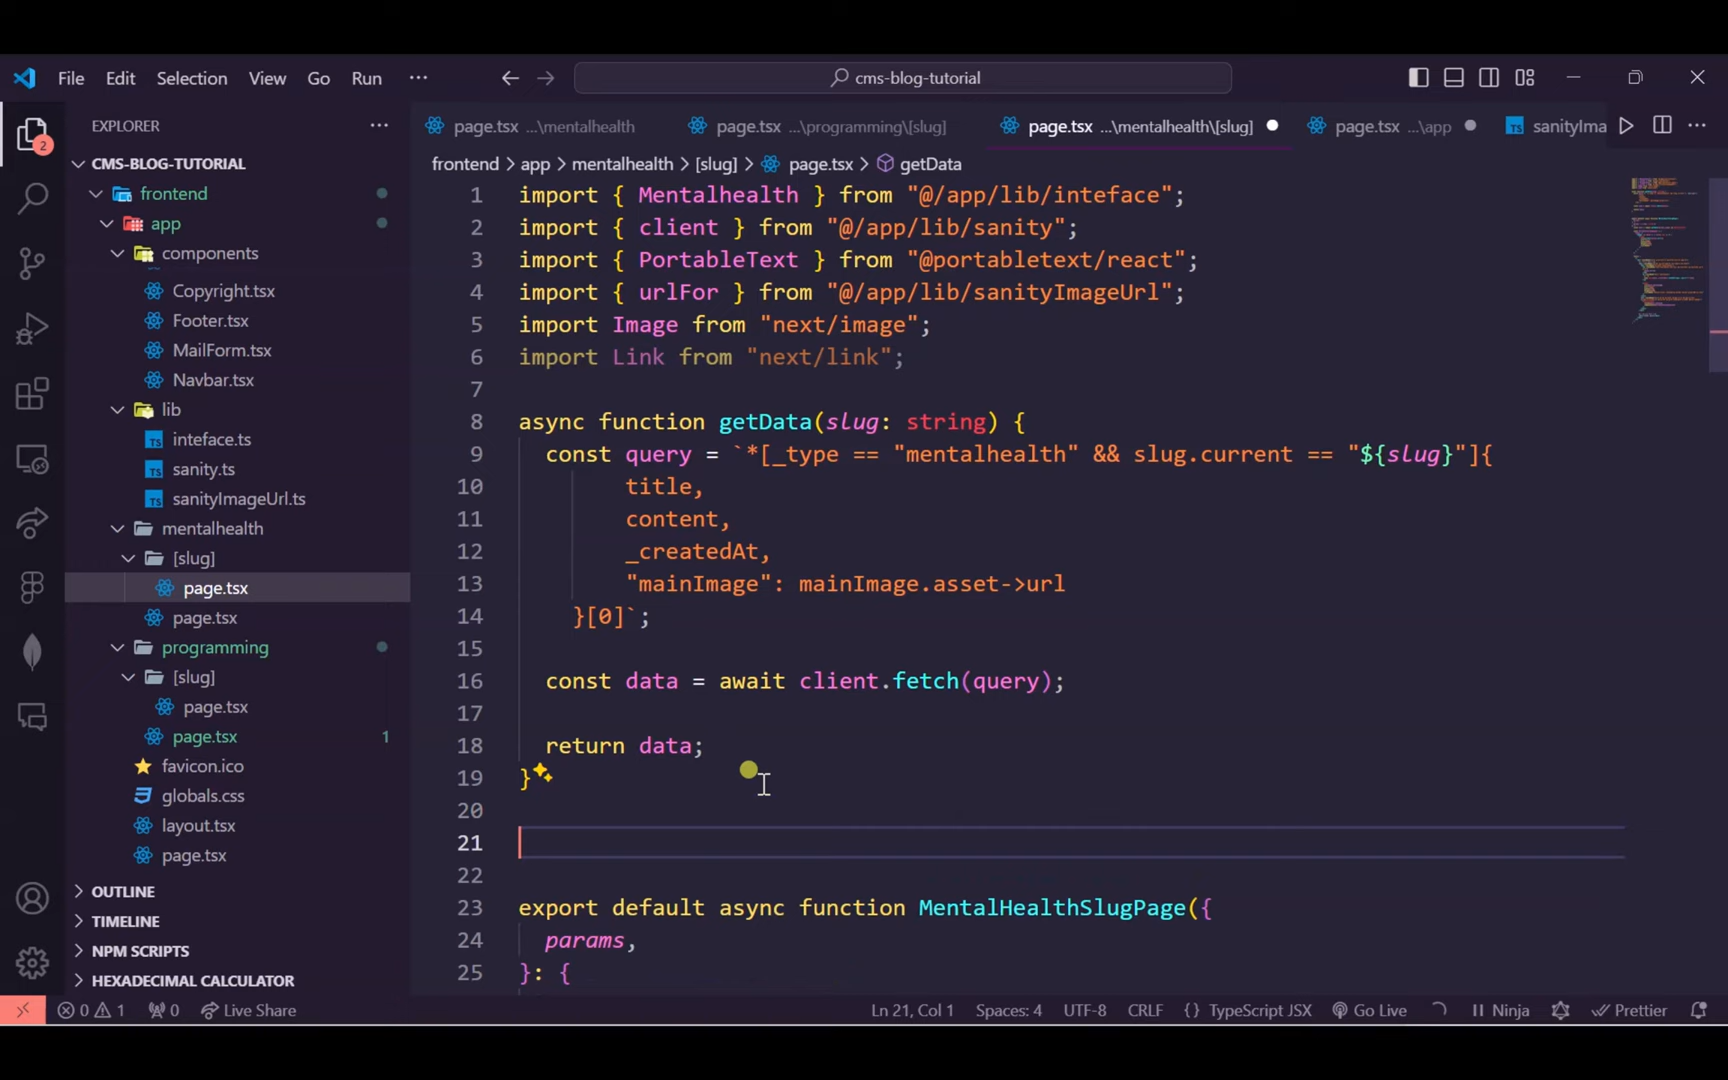 File Edit Selection View Go Run ··· cms-blog-tutorial
EXPLORER ···
CMS-BLOG-TUTORIAL
frontend
app
components
Copyright.tsx
Footer.tsx
MailForm.tsx
Navbar.tsx
lib
TS inteface.ts
TS sanity.ts
TS sanityImageUrl.ts
mentalhealth
[slug]
page.tsx
page.tsx
programming
[slug]
page.tsx
page.tsx 1
favicon.ico
globals.css
layout.tsx
page.tsx
OUTLINE
TIMELINE
NPM SCRIPTS
HEXADECIMAL CALCULATOR
2
page.tsx ...\mentalhealth page.tsx ...\programming\[slug] page.tsx ...\mentalhealth\[slug] page.tsx ...\app TS sanityIma ···
frontend > app > mentalhealth > [slug] > page.tsx > getData
1 import { Mentalhealth } from "@/app/lib/inteface";
2 import { client } from "@/app/lib/sanity";
3 import { PortableText } from "@portabletext/react";
4 import { urlFor } from "@/app/lib/sanityImageUrl";
5 import Image from "next/image";
6 import Link from "next/link";
7
8 async function getData(slug: string) {
9 const query = `*[_type == "mentalhealth" && slug.current == "${slug}"]{
10 title,
11 content,
12 _createdAt,
13 "mainImage": mainImage.asset->url
14 }[0]`;
15
16 const data = await client.fetch(query);
17
18 return data;
19 }
20
21
22
23 export default async function MentalHealthSlugPage({
24 params,
25 }: {
0 1 0 Live Share Ln 21, Col 1 Spaces: 4 UTF-8 CRLF {} TypeScript JSX Go Live Ninja Prettier